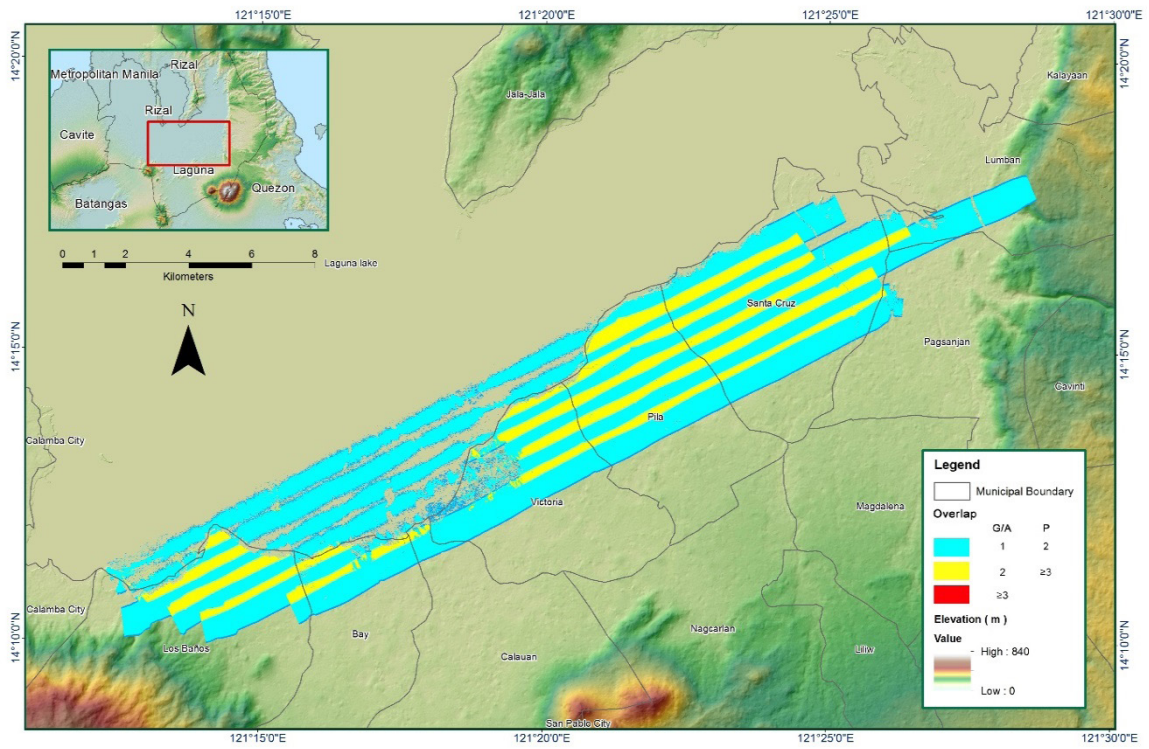 121°15'0"E 121°20'0"E 121°25'0"E 121°30'0"E
14°20'0"N
14°20'0"N
Metropolitan Manila
Rizal
Rizal
Cavite
Laguna
Quezon
Batangas
Kalayaan
Jala-Jala
Lumban
0 1 2 4 6 8
Kilometers
Laguna lake
N
Santa Cruz
14°15'0"N
14°15'0"N
Pagsanjan
Cavinti
Pila
Calamba City
Victoria
Magdalena
Calamba City
Bay
Los Baños
14°10'0"N
14°10'0"N
Nagcarlan
Calauan
Liliw
San Pablo City
Legend
Municipal Boundary
Overlap
G/A P
1 2
2 ≥3
≥3
Elevation ( m )
Value
High : 840
Low : 0
121°15'0"E 121°20'0"E 121°25'0"E 121°30'0"E